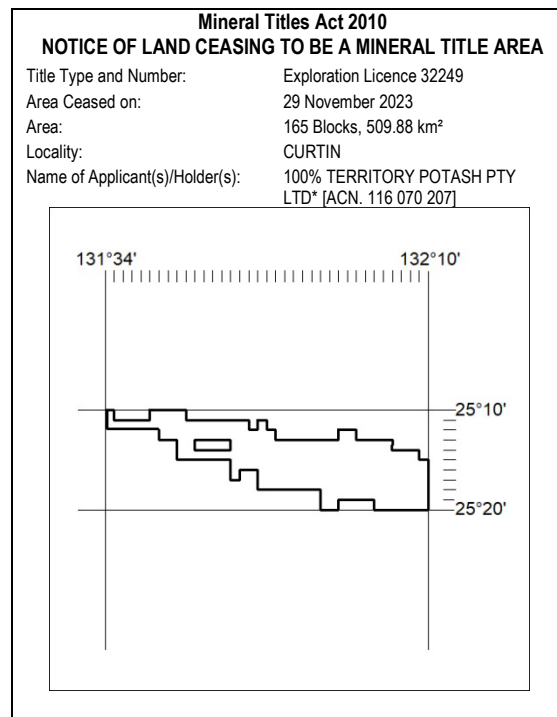 Mineral Titles Act 2010
NOTICE OF LAND CEASING TO BE A MINERAL TITLE AREA
Title Type and Number: Exploration Licence 32249
Area Ceased on: 29 November 2023
Area: 165 Blocks, 509.88 km²
Locality: CURTIN
Name of Applicant(s)/Holder(s): 100% TERRITORY POTASH PTY
LTD* [ACN. 116 070 207]
131°34' 132°10'
25°10'
25°20'